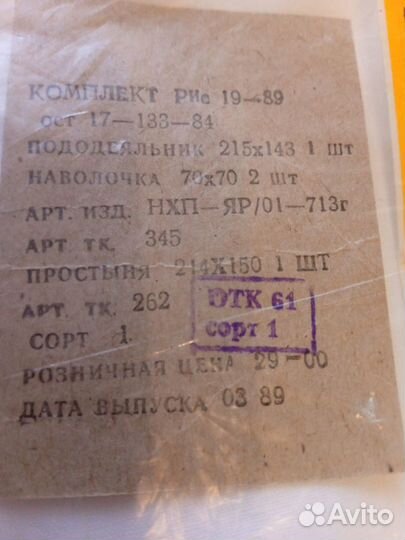 КОМПЛЕКТ Рис 19—89
ост 17—133—84
ПОДОДЕЯЛЬНИК 215х143 1 шт
НАВОЛОЧКА 70х70 2 шт
АРТ. ИЗД. НХП—ЯР/01—713г
АРТ ТК. 345
ПРОСТЫНЯ 214Х150 1 ШТ
АРТ. ТК. 262
ОТК 61
СОРТ 1.
сорт 1
РОЗНИЧНАЯ ЦЕНА 29—00
ДАТА ВЫПУСКА 03 89
Avito